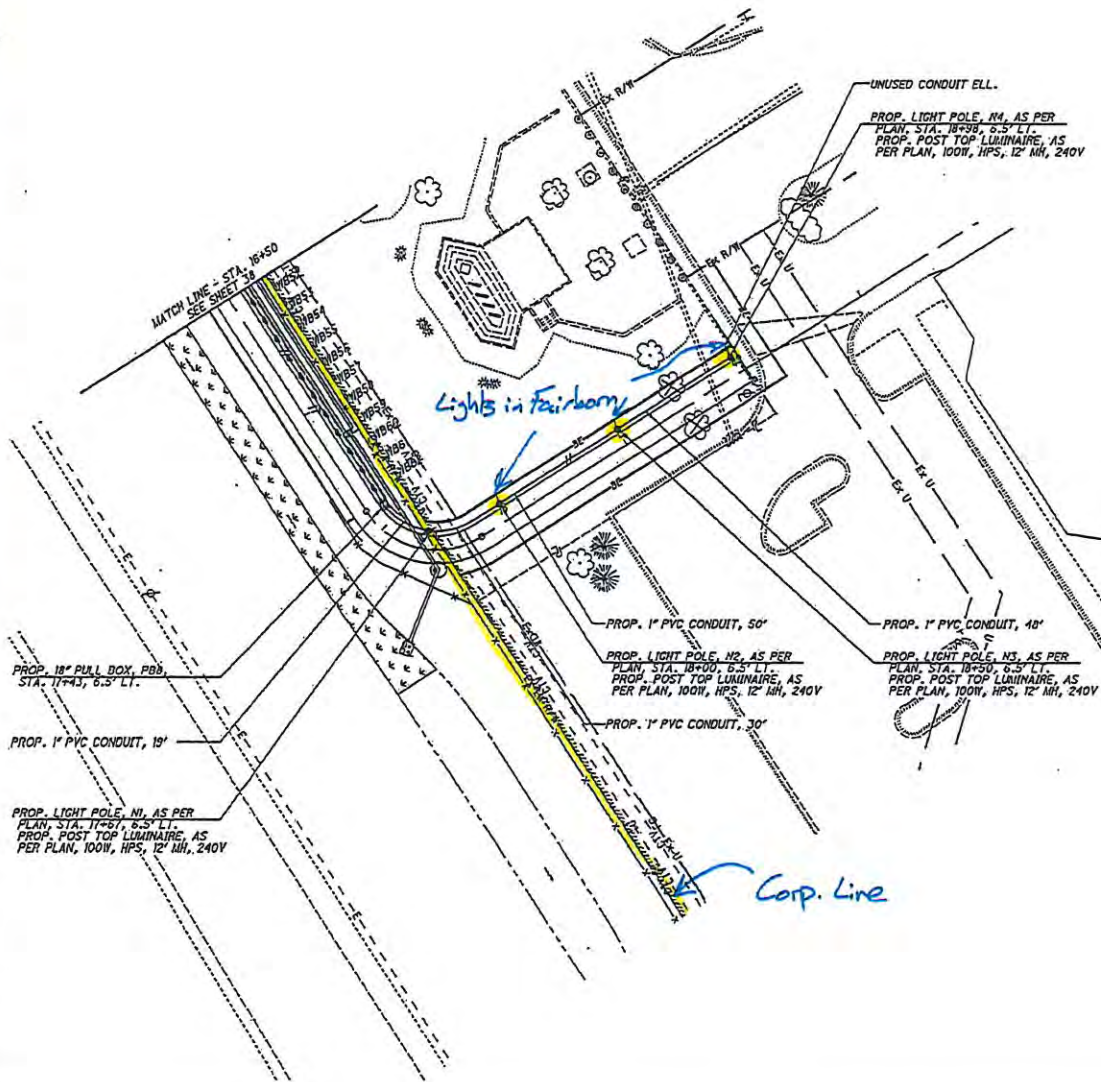 UNUSED CONDUIT ELL.
PROP. LIGHT POLE, N4, AS PER
PLAN, STA. 18+98, 6.5' LT.
PROP. POST TOP LUMINAIRE, AS
PER PLAN, 100W, HPS, 12' MH, 240V
Ex R/W
MATCH LINE - STA. 16+50
SEE SHEET 38
Ex R/W
Lights in Fairborn
Ex U
Ex U
Ex U
PROP. 1" PVC CONDUIT, 50'
PROP. 1" PVC CONDUIT, 48'
PROP. LIGHT POLE, N2, AS PER
PLAN, STA. 18+00, 6.5' LT.
PROP. POST TOP LUMINAIRE, AS
PER PLAN, 100W, HPS, 12' MH, 240V
PROP. LIGHT POLE, N3, AS PER
PLAN, STA. 18+50, 6.5' LT.
PROP. POST TOP LUMINAIRE, AS
PER PLAN, 100W, HPS, 12' MH, 240V
PROP. 18" PULL BOX, PB8,
STA. 17+43, 6.5' LT.
PROP. 1" PVC CONDUIT, 30'
PROP. 1" PVC CONDUIT, 19'
PROP. LIGHT POLE, N1, AS PER
PLAN, STA. 17+67, 6.5' LT.
PROP. POST TOP LUMINAIRE, AS
PER PLAN, 100W, HPS, 12' MH, 240V
Ex U
Corp. Line